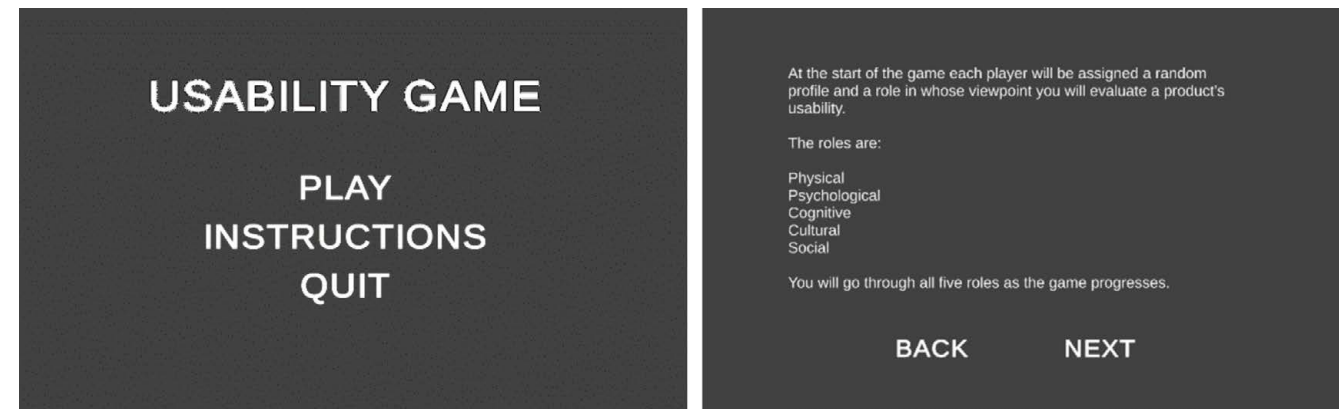 USABILITY GAME
PLAY
INSTRUCTIONS
QUIT
At the start of the game each player will be assigned a random
profile and a role in whose viewpoint you will evaluate a product's
usability.
The roles are:
Physical
Psychological
Cognitive
Cultural
Social
You will go through all five roles as the game progresses.
BACK NEXT